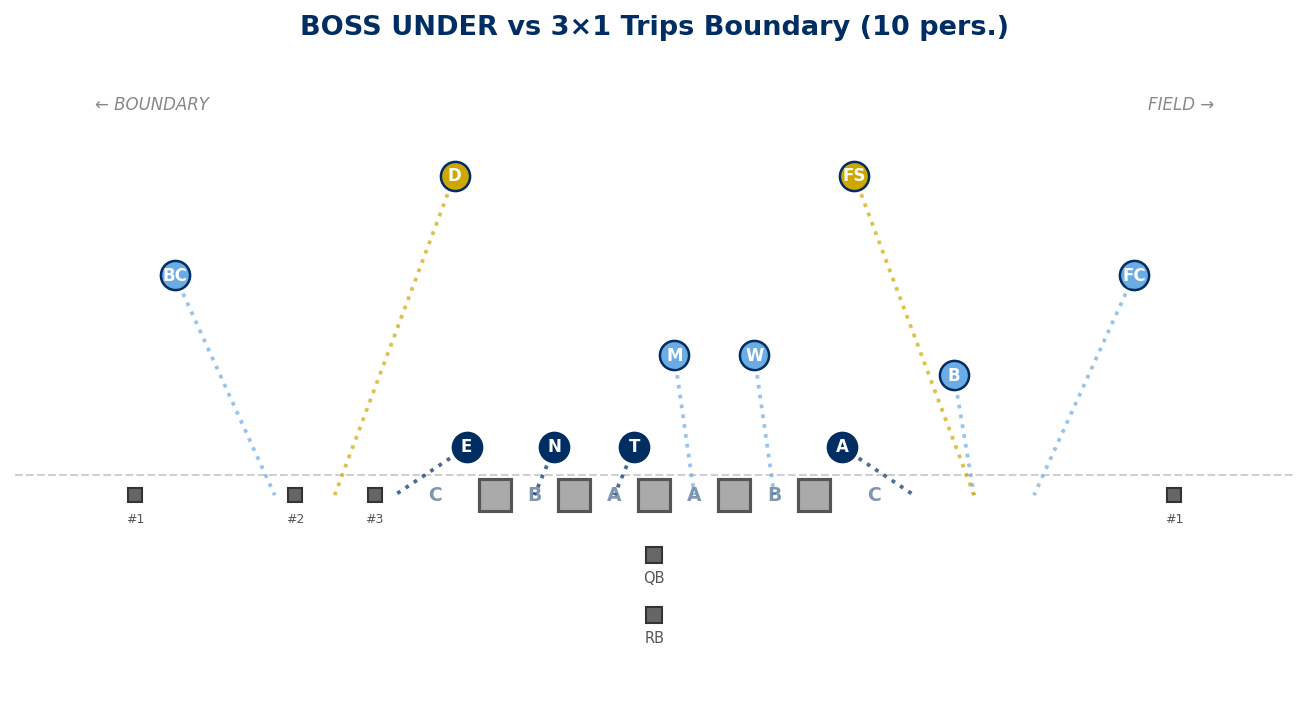 BOSS UNDER vs 3×1 Trips Boundary (10 pers.)
← BOUNDARY
FIELD →
D
FS
BC
FC
M
W
B
E
N
T
A
C
B
A
A
B
C
#1
#2
#3
#1
QB
RB